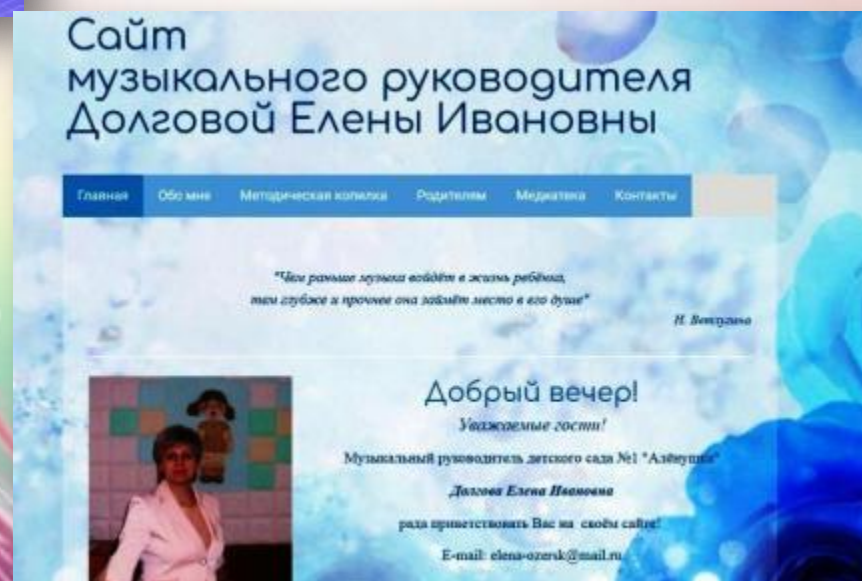 Сайт
музыкального руководителя
Долговой Елены Ивановны
Главная Обо мне Методическая копилка Родителям Медиатека Контакты
"Чем раньше музыка войдёт в жизнь ребёнка,
тем глубже и прочнее она займёт место в его душе"
Н. Ветлугина
Добрый вечер!
Уважаемые гости!
Музыкальный руководитель детского сада №1 "Алёнушка"
Долгова Елена Ивановна
рада приветствовать Вас на своём сайте!
E-mail: elena-ozersk@mail.ru